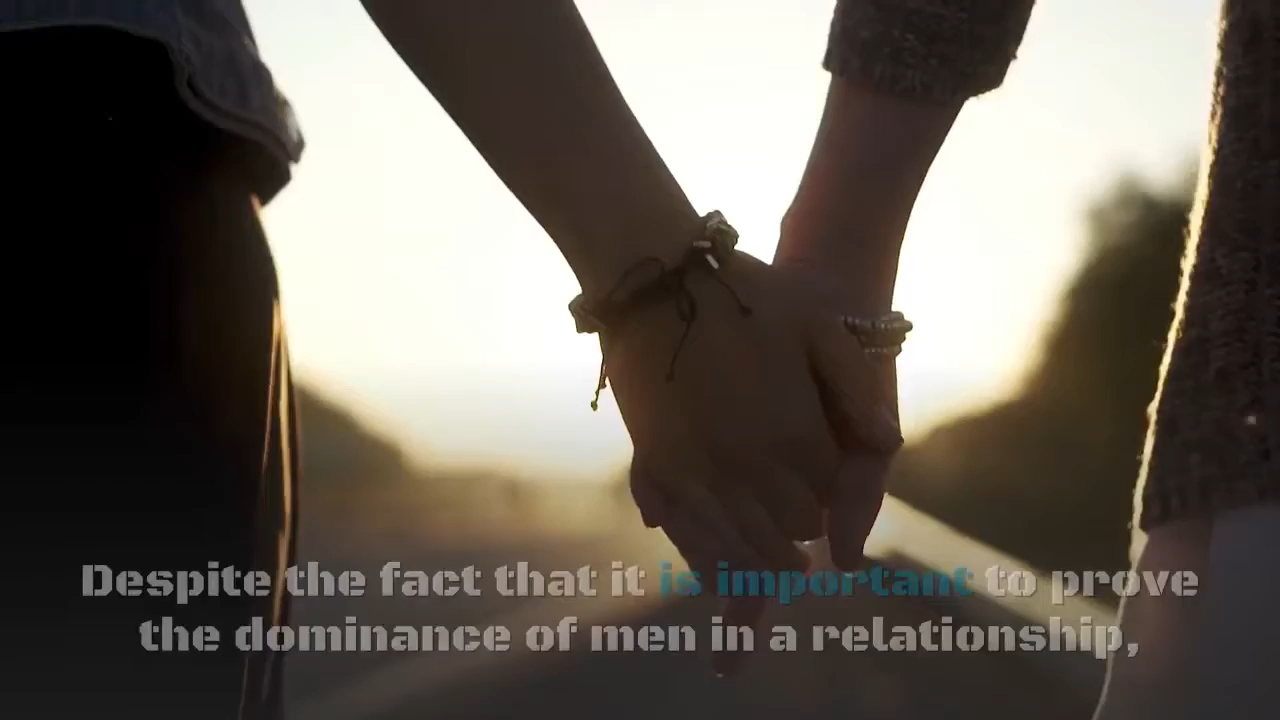 Despite the fact that it is important to prove
the dominance of men in a relationship,